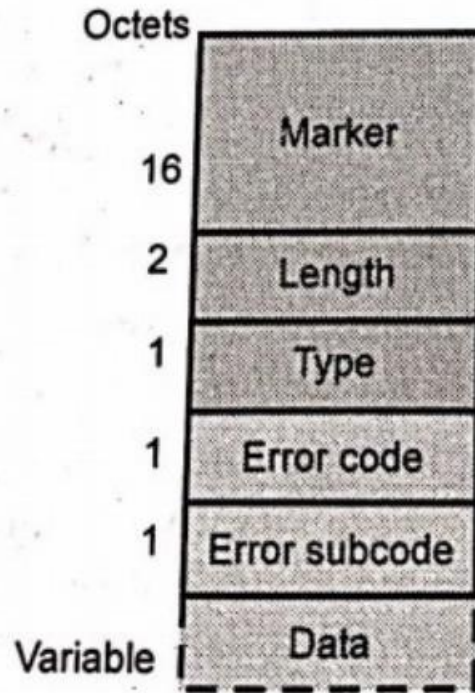 Octets
Marker
16
2 Length
1 Type
1 Error code
1 Error subcode
Variable Data